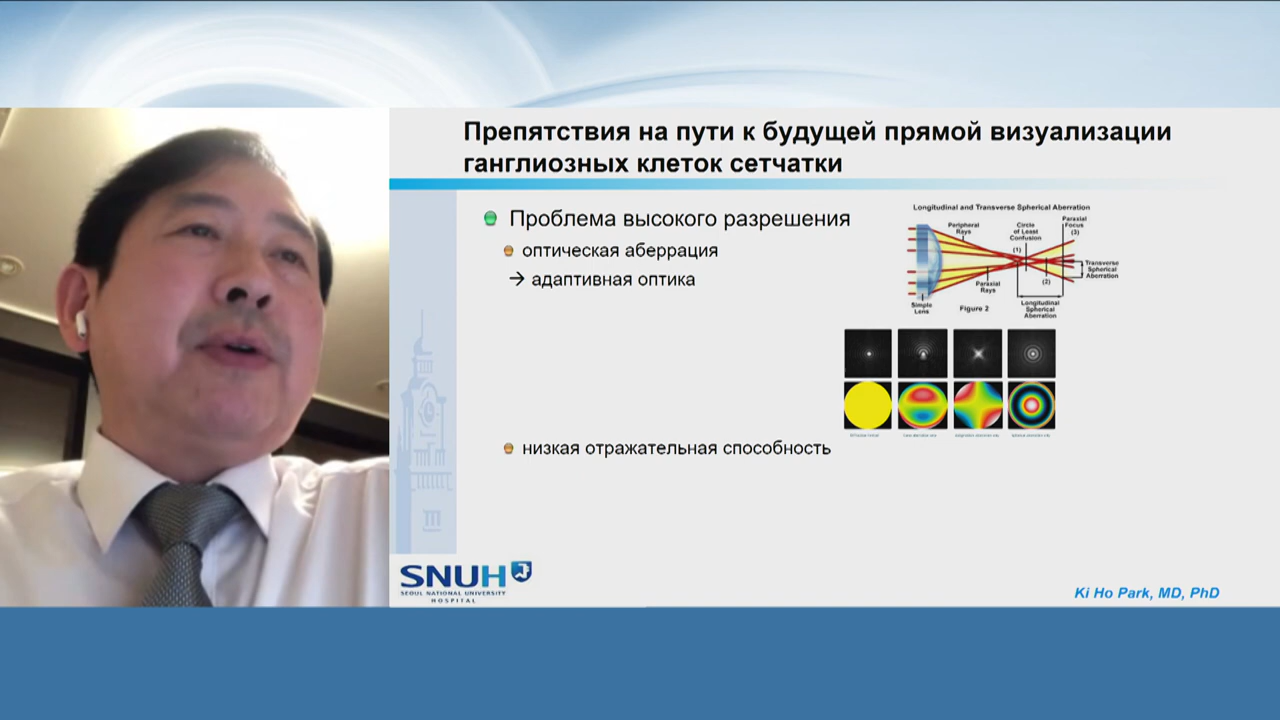 Препятствия на пути к будущей прямой визуализации
ганглиозных клеток сетчатки
Проблема высокого разрешения
оптическая аберрация
→ адаптивная оптика
Longitudinal and Transverse Spherical Aberration
Peripheral
Rays
Circle
of Least
Confusion
Paraxial
Focus
(3)
(1)
Transverse
Spherical
Aberration
(2)
Paraxial
Rays
Simple
Lens
Figure 2
Longitudinal
Spherical
Aberration
низкая отражательная способность
SNUH
SEOUL NATIONAL UNIVERSITY
HOSPITAL
Ki Ho Park, MD, PhD